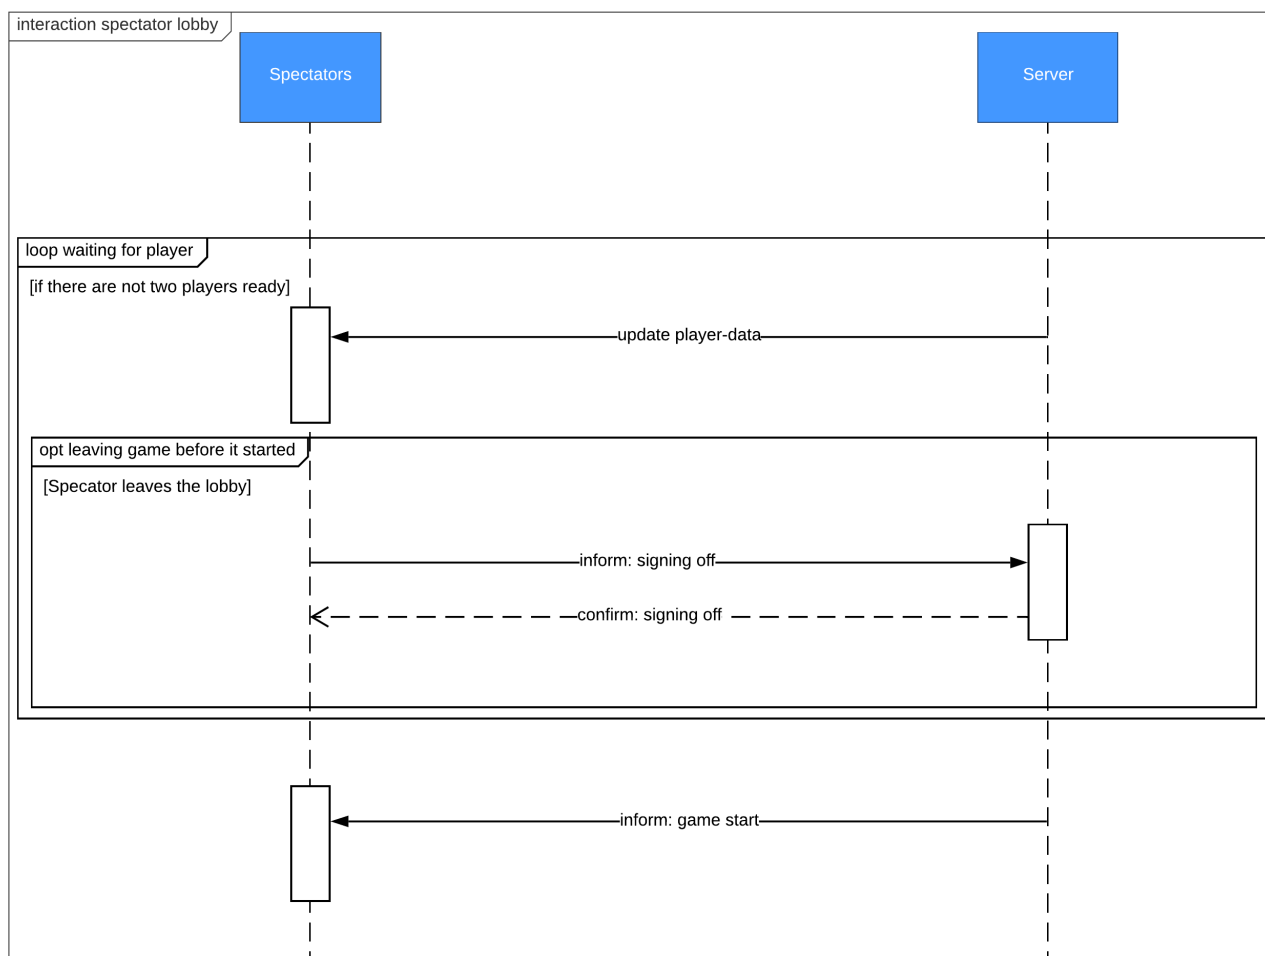 interaction spectator lobby
Spectators
Server
loop waiting for player
[if there are not two players ready]
update player-data
opt leaving game before it started
[Specator leaves the lobby]
inform: signing off
confirm: signing off
inform: game start